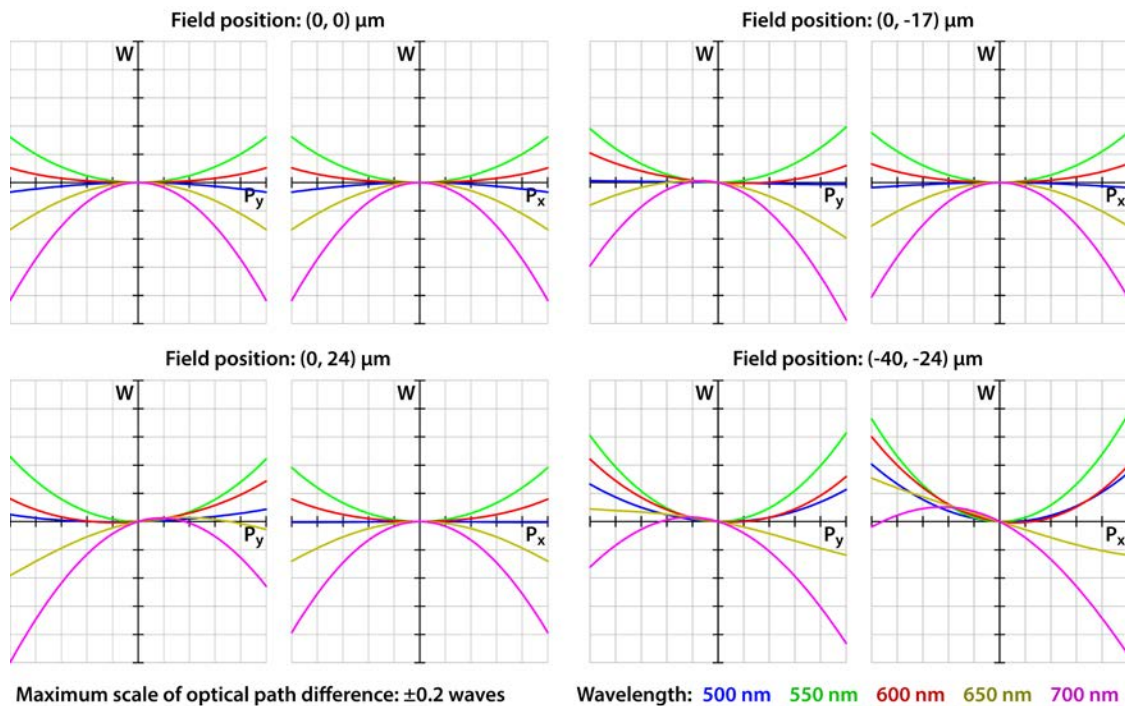 Field position: (0, 0) μm
Field position: (0, -17) μm
W
W
W
W
Py
Px
Py
Px
Field position: (0, 24) μm
Field position: (-40, -24) μm
W
W
W
W
Py
Px
Py
Px
Maximum scale of optical path difference: ±0.2 waves
Wavelength: 500 nm 550 nm 600 nm 650 nm 700 nm